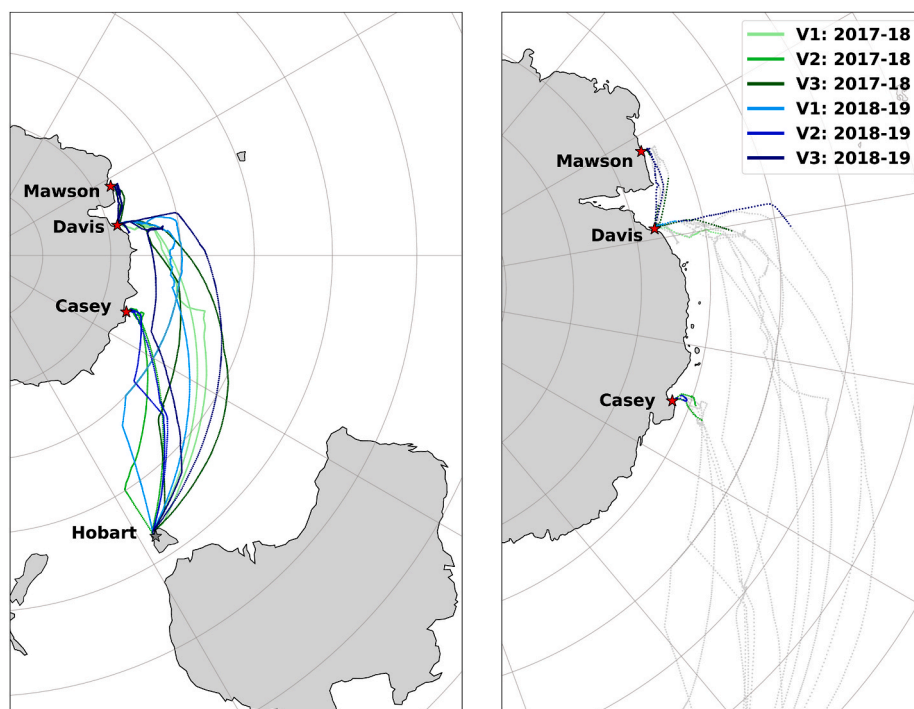 Mawson
Davis
Casey
Hobart
V1: 2017-18
V2: 2017-18
V3: 2017-18
V1: 2018-19
V2: 2018-19
V3: 2018-19
Mawson
Davis
Casey